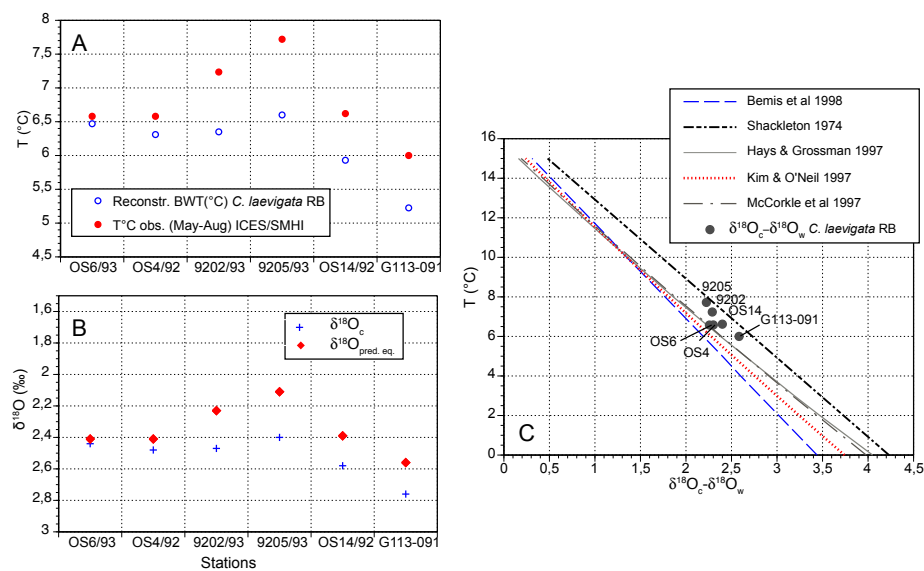 A
T (°C)
8
7,5
7
6,5
6
5,5
5
4,5
Reconstr. BWT(°C) C. laevigata RB
T°C obs. (May-Aug) ICES/SMHI
OS6/93 OS4/92 9202/93 9205/93 OS14/92 G113-091
B
δ¹⁸O (‰)
1,8
2
2,2
2,4
2,6
2,8
3
δ¹⁸Oc
δ¹⁸Opred. eq.
OS6/93 OS4/92 9202/93 9205/93 OS14/92 G113-091
Stations
Bemis et al 1998
Shackleton 1974
Hays & Grossman 1997
Kim & O'Neil 1997
McCorkle et al 1997
δ¹⁸Oc–δ¹⁸Ow C. laevigata RB
T (°C)
16
14
12
10
8
6
4
2
0
9205
9202
OS14
G113-091
OS6
OS4
C
0 0,5 1 1,5 2 2,5 3 3,5 4 4,5
δ¹⁸Oc-δ¹⁸Ow